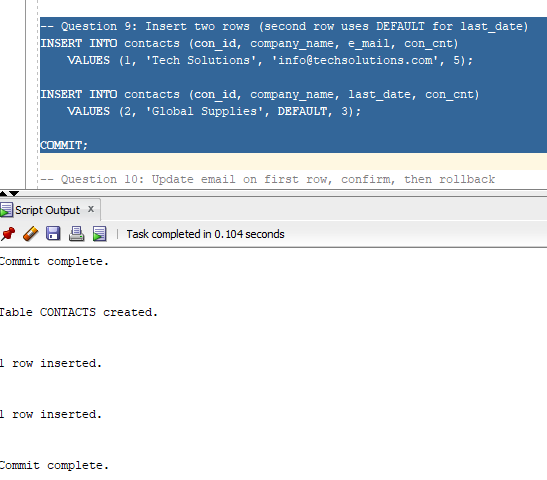 -- Question 9: Insert two rows (second row uses DEFAULT for last_date)
INSERT INTO contacts (con_id, company_name, e_mail, con_cnt)
VALUES (1, 'Tech Solutions', 'info@techsolutions.com', 5);
INSERT INTO contacts (con_id, company_name, last_date, con_cnt)
VALUES (2, 'Global Supplies', DEFAULT, 3);
COMMIT;
-- Question 10: Update email on first row, confirm, then rollback
Script Output x
Task completed in 0.104 seconds
Commit complete.
Table CONTACTS created.
1 row inserted.
1 row inserted.
Commit complete.